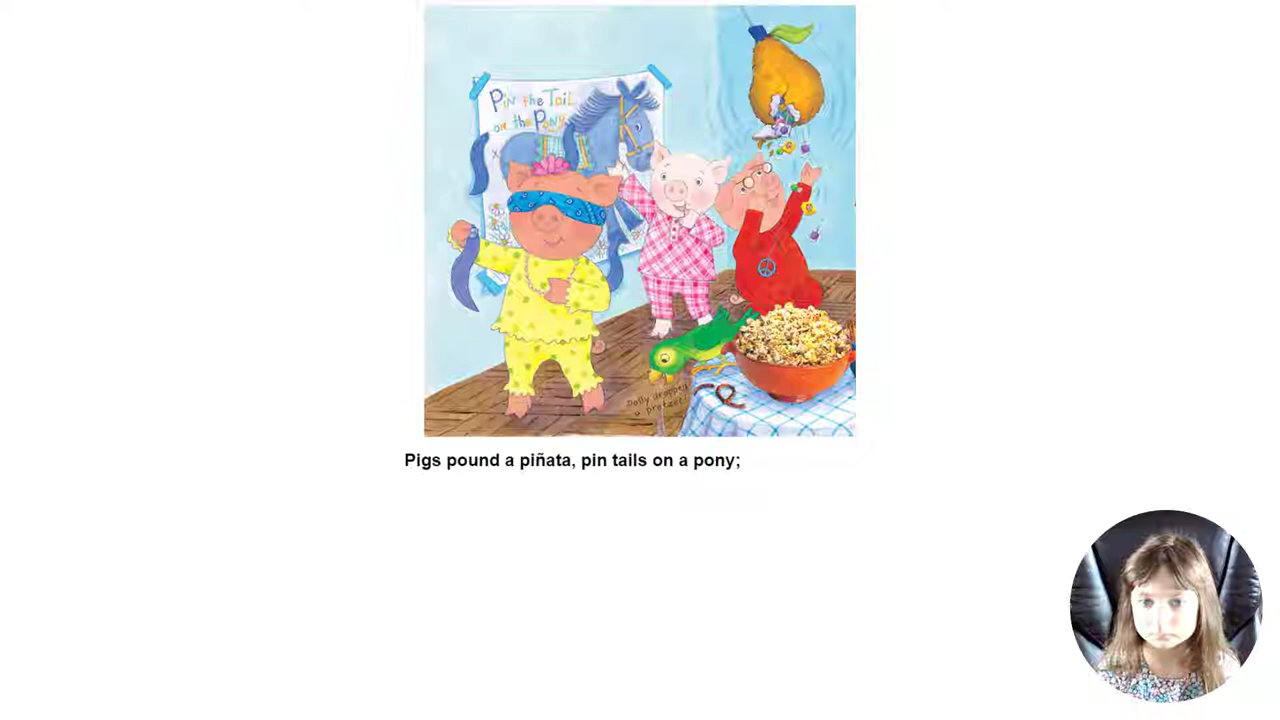 Pin the Tail
on the Pony
X
Polly dropped
a pretzel!
Pigs pound a piñata, pin tails on a pony;